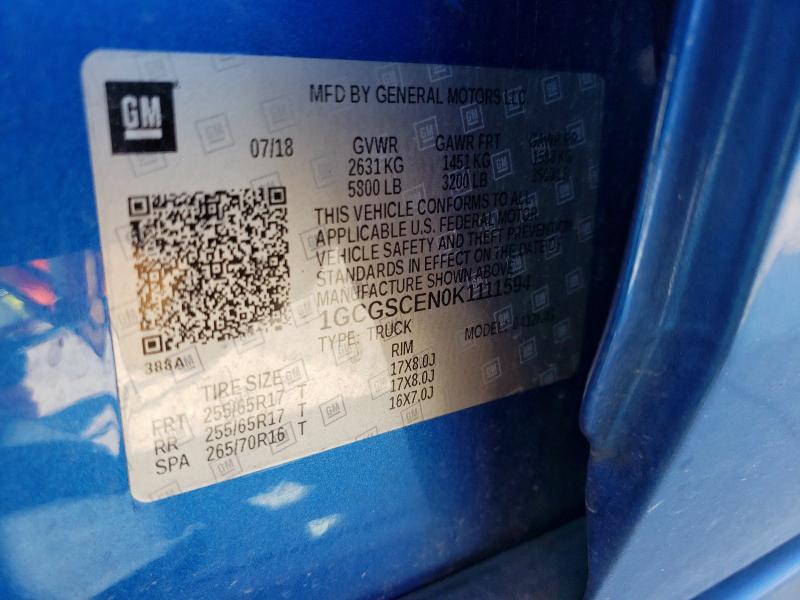 GM
MFD BY GENERAL MOTORS LLC
07/18
GVWR GAWR FRT GAWR RR
2631 KG 1451 KG
5800 LB 3200 LB
THIS VEHICLE CONFORMS TO ALL
APPLICABLE U.S. FEDERAL MOTOR
VEHICLE SAFETY AND THEFT PREVENTION
STANDARDS IN EFFECT ON THE DATE OF
MANUFACTURE SHOWN ABOVE
1GCGSCEN0K1111594
TYPE: TRUCK MODEL:
388A
TIRE SIZE RIM
FRT 255/65R17 T 17X8.0J
RR 255/65R17 T 17X8.0J
SPA 265/70R16 T 16X7.0J